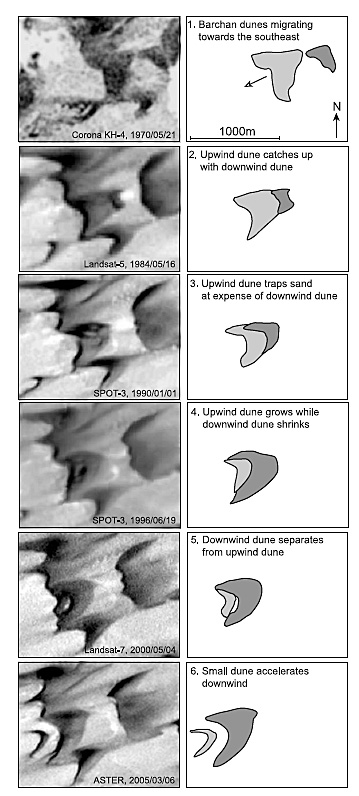 1. Barchan dunes migrating
towards the southeast
N
1000m
Corona KH-4, 1970/05/21
2, Upwind dune catches up
with downwind dune
Landsat-5, 1984/05/16
3. Upwind dune traps sand
at expense of downwind dune
SPOT-3, 1990/01/01
4. Upwind dune grows while
downwind dune shrinks
SPOT-3, 1996/06/19
5. Downwind dune separates
from upwind dune
Landsat-7, 2000/05/04
6. Small dune accelerates
downwind
ASTER, 2005/03/06